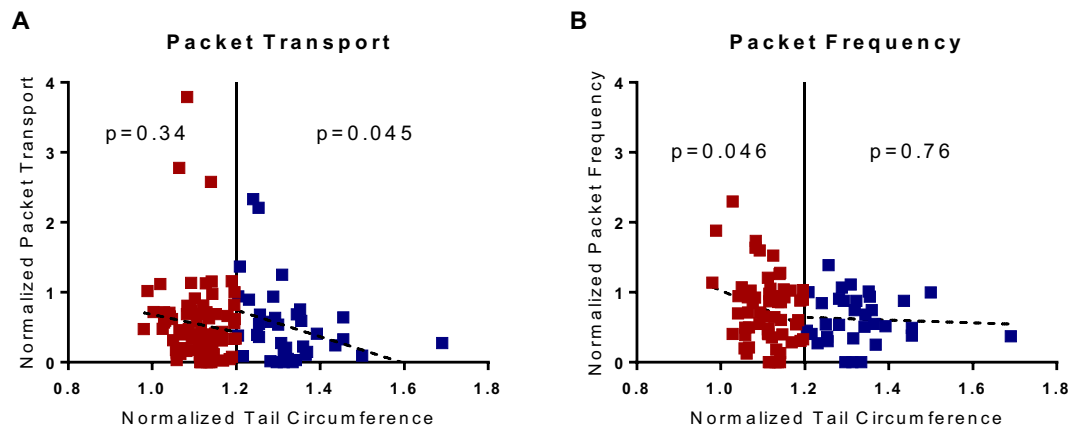 A
Packet Transport
Normalized Packet Transport
4
3
2
1
0
p=0.34
p=0.045
0.8
1.0
1.2
1.4
1.6
1.8
Normalized Tail Circumference
B
Packet Frequency
Normalized Packet Frequency
4
3
2
1
0
p=0.046
p=0.76
0.8
1.0
1.2
1.4
1.6
1.8
Normalized Tail Circumference